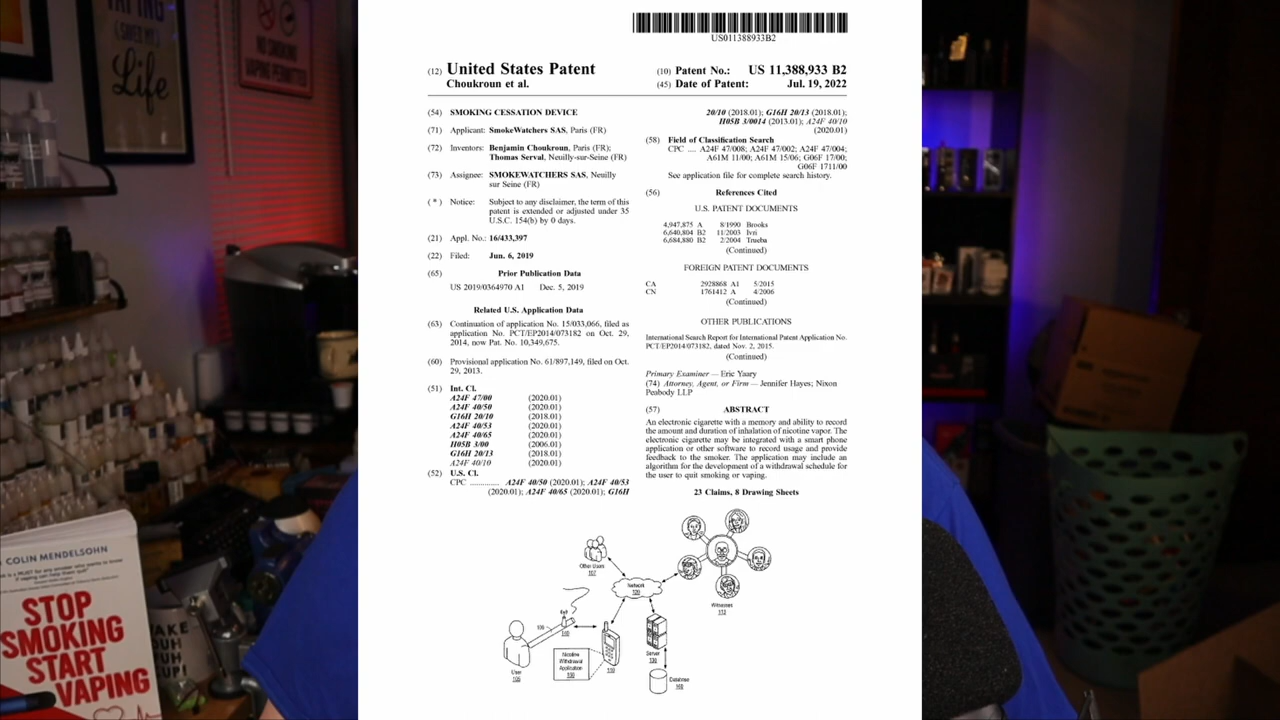 US011388933B2
(12) United States Patent
Choukroun et al.
(10) Patent No.: US 11,388,933 B2
(45) Date of Patent: Jul. 19, 2022
(54) SMOKING CESSATION DEVICE
(71) Applicant: SmokeWatchers SAS, Paris (FR)
(72) Inventors: Benjamin Choukroun, Paris (FR);
Thomas Serval, Neuilly-sur-Seine (FR)
(73) Assignee: SMOKEWATCHERS SAS, Neuilly
sur Seine (FR)
( * ) Notice: Subject to any disclaimer, the term of this
patent is extended or adjusted under 35
U.S.C. 154(b) by 0 days.
(21) Appl. No.: 16/433,397
(22) Filed: Jun. 6, 2019
(65) Prior Publication Data
US 2019/0364970 A1 Dec. 5, 2019
Related U.S. Application Data
(63) Continuation of application No. 15/033,066, filed as
application No. PCT/EP2014/073182 on Oct. 29,
2014, now Pat. No. 10,349,675.
(60) Provisional application No. 61/897,149, filed on Oct.
29, 2013.
(51) Int. Cl.
A24F 47/00 (2020.01)
A24F 40/50 (2020.01)
G16H 20/10 (2018.01)
A24F 40/53 (2020.01)
A24F 40/65 (2020.01)
H05B 3/00 (2006.01)
G16H 20/13 (2018.01)
A24F 40/10 (2020.01)
(52) U.S. Cl.
CPC .............. A24F 40/50 (2020.01); A24F 40/53
(2020.01); A24F 40/65 (2020.01); G16H
20/10 (2018.01); G16H 20/13 (2018.01);
H05B 3/0014 (2013.01); A24F 40/10
(2020.01)
(58) Field of Classification Search
CPC .... A24F 47/008; A24F 47/002; A24F 47/004;
A61M 11/00; A61M 15/06; G06F 17/00;
G06F 1711/00
See application file for complete search history.
(56) References Cited
U.S. PATENT DOCUMENTS
4,947,875 A 8/1990 Brooks
6,640,804 B2 11/2003 Ivri
6,684,880 B2 2/2004 Trueba
(Continued)
FOREIGN PATENT DOCUMENTS
CA 2928868 A1 5/2015
CN 1761412 A 4/2006
(Continued)
OTHER PUBLICATIONS
International Search Report for International Patent Application No.
PCT/EP2014/073182, dated Nov. 2, 2015.
(Continued)
Primary Examiner — Eric Yaary
(74) Attorney, Agent, or Firm — Jennifer Hayes; Nixon
Peabody LLP
(57) ABSTRACT
An electronic cigarette with a memory and ability to record
the amount and duration of inhalation of nicotine vapor. The
electronic cigarette may be integrated with a smart phone
application or other software to record usage and provide
feedback to the smoker. The application may include an
algorithm for the development of a withdrawal schedule for
the user to quit smoking or vaping.
23 Claims, 8 Drawing Sheets
Other Users
107
Network
120
Witnesses
112
User
105
106
Nicotine
Withdrawal
Application
Server
130
Database
VAPING
SAVED MY
Life
NO SMOKING
VAPING PERMITTED
COLIN MENDELSOHN
STOP
SMOKING
START
VAPING